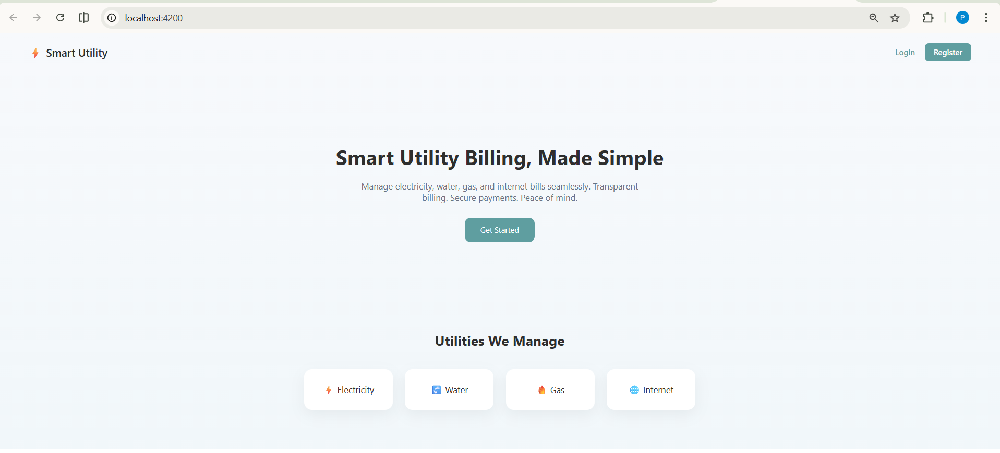 localhost:4200
P
Smart Utility
Login
Register
Smart Utility Billing, Made Simple
Manage electricity, water, gas, and internet bills seamlessly. Transparent
billing. Secure payments. Peace of mind.
Get Started
Utilities We Manage
Electricity
Water
Gas
Internet